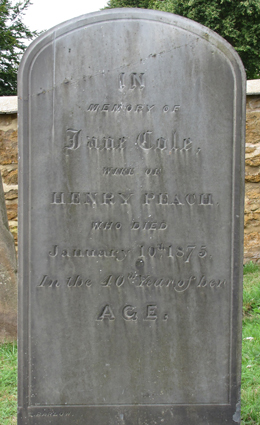 IN
MEMORY OF
Jane Cole,
WIFE OF
HENRY PEACH
WHO DIED
January 10th 1875
In the 40th year of her
AGE.